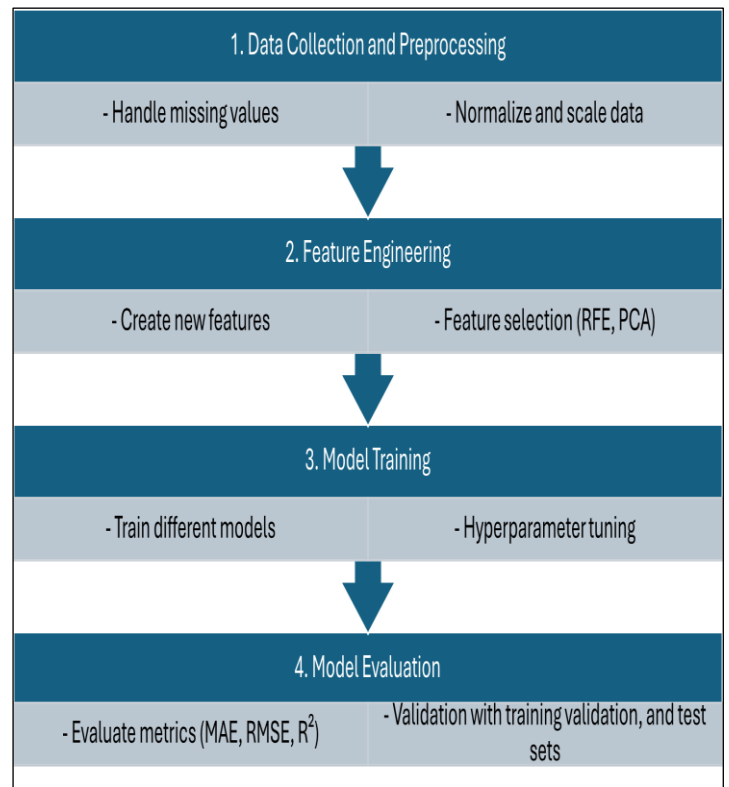 1. Data Collection and Preprocessing
- Handle missing values
- Normalize and scale data
2. Feature Engineering
- Create new features
- Feature selection (RFE, PCA)
3. Model Training
- Train different models
- Hyperparameter tuning
4. Model Evaluation
- Evaluate metrics (MAE, RMSE, R²)
- Validation with training validation, and test
sets